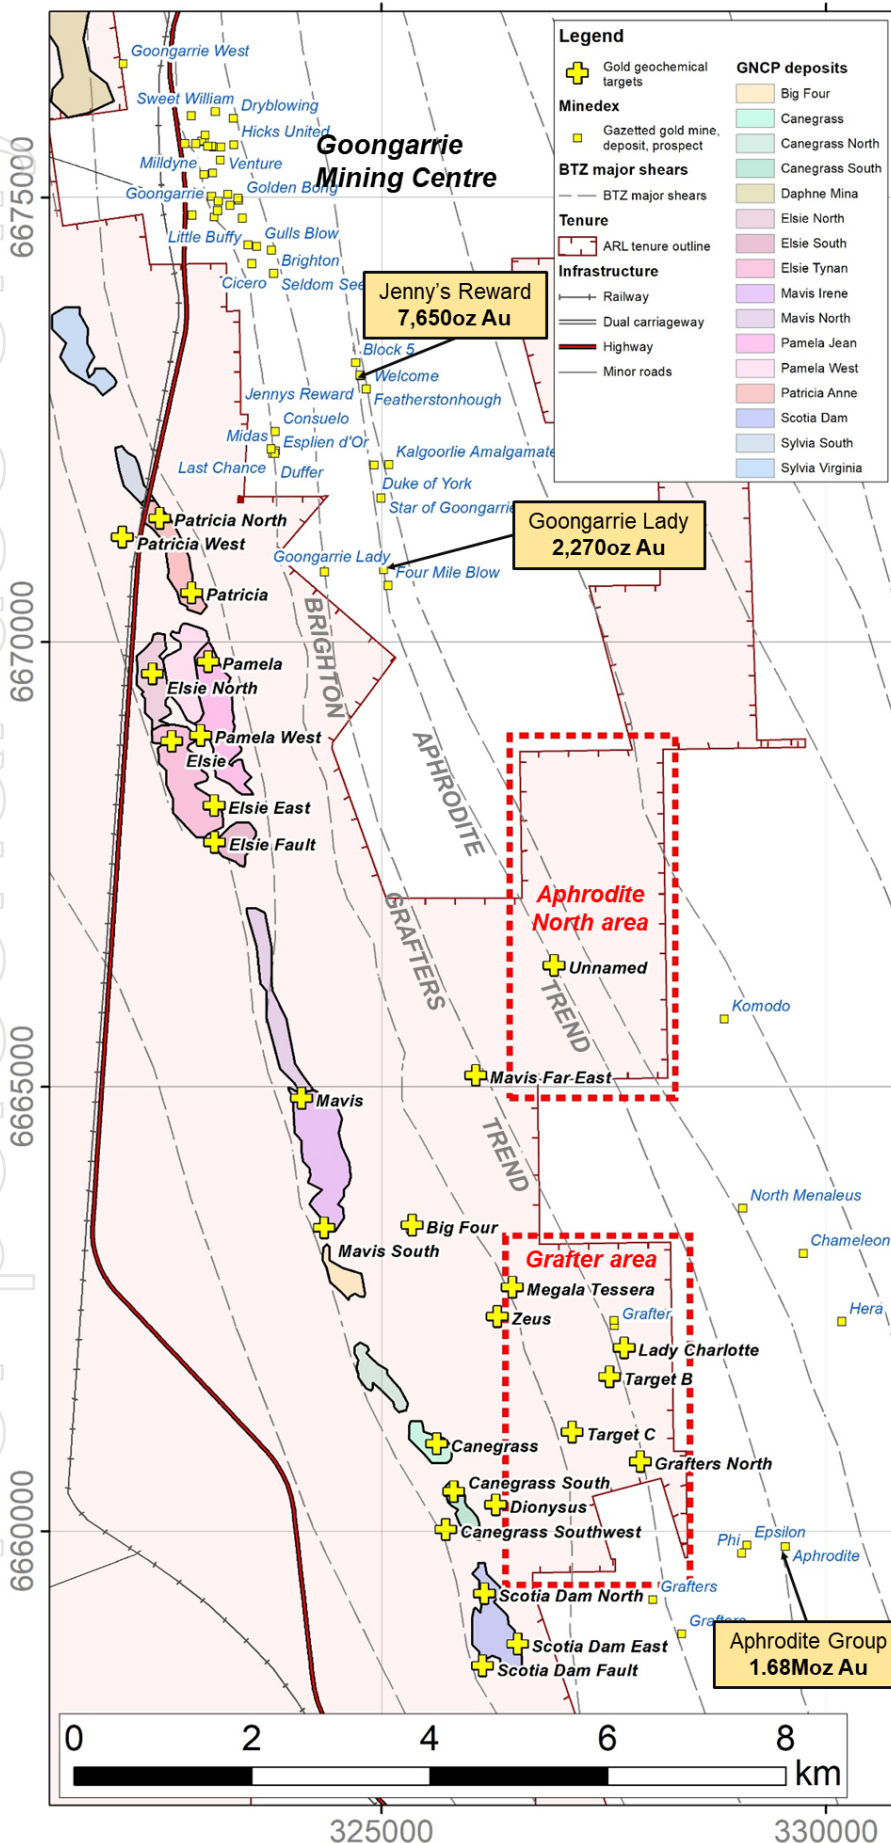 Goongarrie West
Sweet William
Dryblowing
Hicks United
Goongarrie
Mining Centre
Milldyne
Venture
Goongarrie
Golden Bong
Little Buffy
Gulls Blow
Brighton
Cicero
Seldom See
Jenny's Reward
7,650oz Au
Block 5
Welcome
Jennys Reward
Featherstonhough
Consuelo
Midas
Esplien d'Or
Last Chance
Duffer
Kalgoorlie Amalgamate
Duke of York
Star of Goongarrie
Goongarrie Lady
2,270oz Au
Goongarrie Lady
Four Mile Blow
Patricia North
Patricia West
Patricia
Pamela
Elsie North
Pamela West
Elsie
Elsie East
Elsie Fault
BRIGHTON
APHRODITE
GRAFTERS
TREND
TREND
Aphrodite
North area
Unnamed
Komodo
Mavis Far East
Mavis
North Menaleus
Big Four
Mavis South
Chameleon
Grafter area
Megala Tessera
Zeus
Grafter
Hera
Lady Charlotte
Target B
Target C
Canegrass
Grafters North
Canegrass South
Dionysus
Canegrass Southwest
Phi
Epsilon
Aphrodite
Scotia Dam North
Grafters
Grafters
Scotia Dam East
Scotia Dam Fault
Aphrodite Group
1.68Moz Au
Legend
Gold geochemical
targets
Minedex
Gazetted gold mine,
deposit, prospect
BTZ major shears
BTZ major shears
Tenure
ARL tenure outline
Infrastructure
Railway
Dual carriageway
Highway
Minor roads
GNCP deposits
Big Four
Canegrass
Canegrass North
Canegrass South
Daphne Mina
Elsie North
Elsie South
Elsie Tynan
Mavis Irene
Mavis North
Pamela Jean
Pamela West
Patricia Anne
Scotia Dam
Sylvia South
Sylvia Virginia
6675000
6670000
6665000
6660000
0 2 4 6 8 km
325000 330000